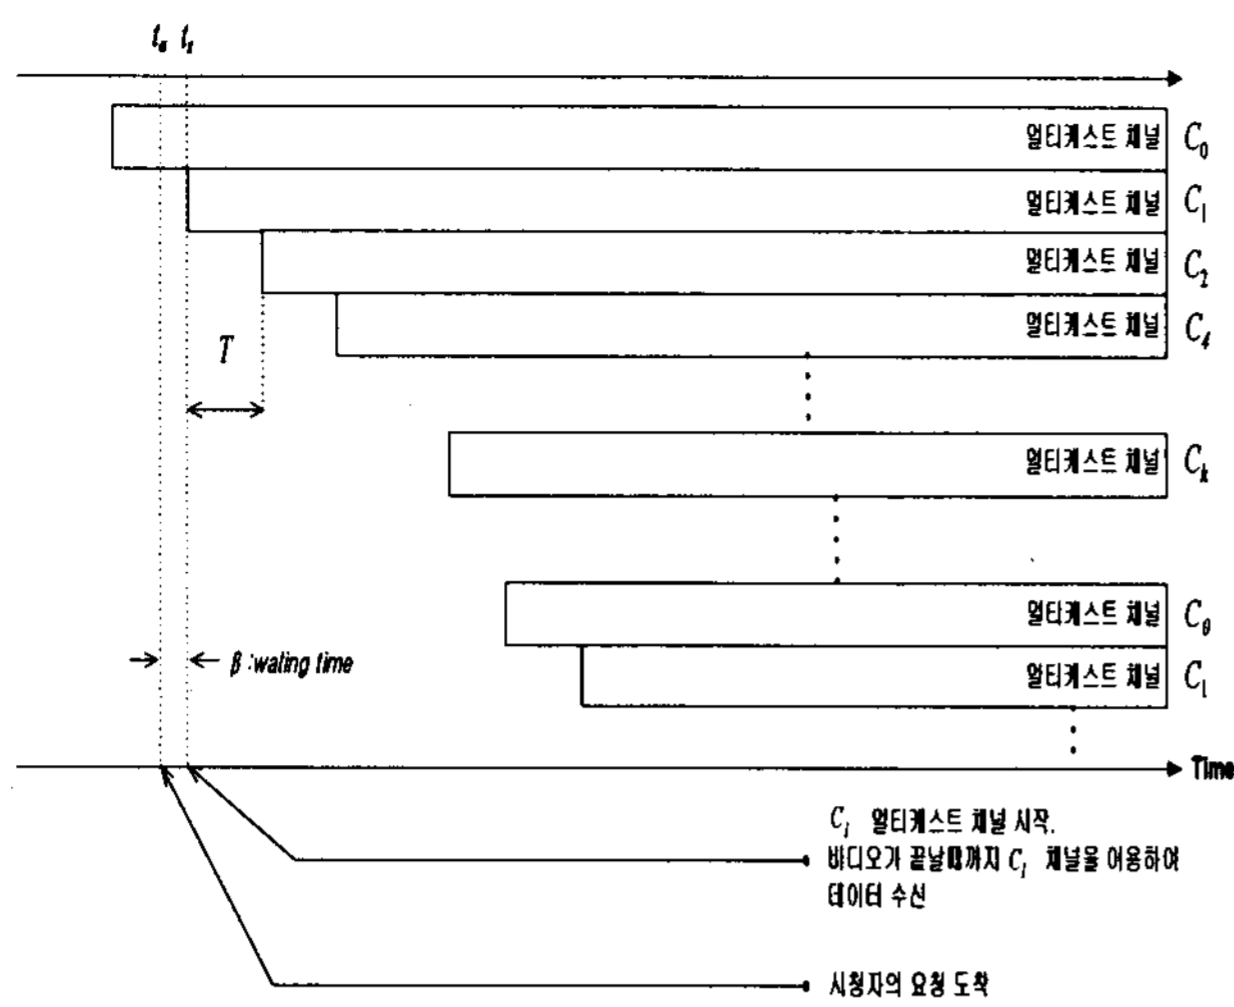 tₐ tₛ
멀티캐스트 채널 C₀
멀티캐스트 채널 C₁
멀티캐스트 채널 C₂
멀티캐스트 채널 C₄
T
멀티캐스트 채널 Cₖ
멀티캐스트 채널 C_θ
β :wating time
멀티캐스트 채널 C₁
Time
C₁ 멀티캐스트 채널 시작.
비디오가 끝날때까지 C₁ 채널을 이용하여
데이터 수신
시청자의 요청 도착